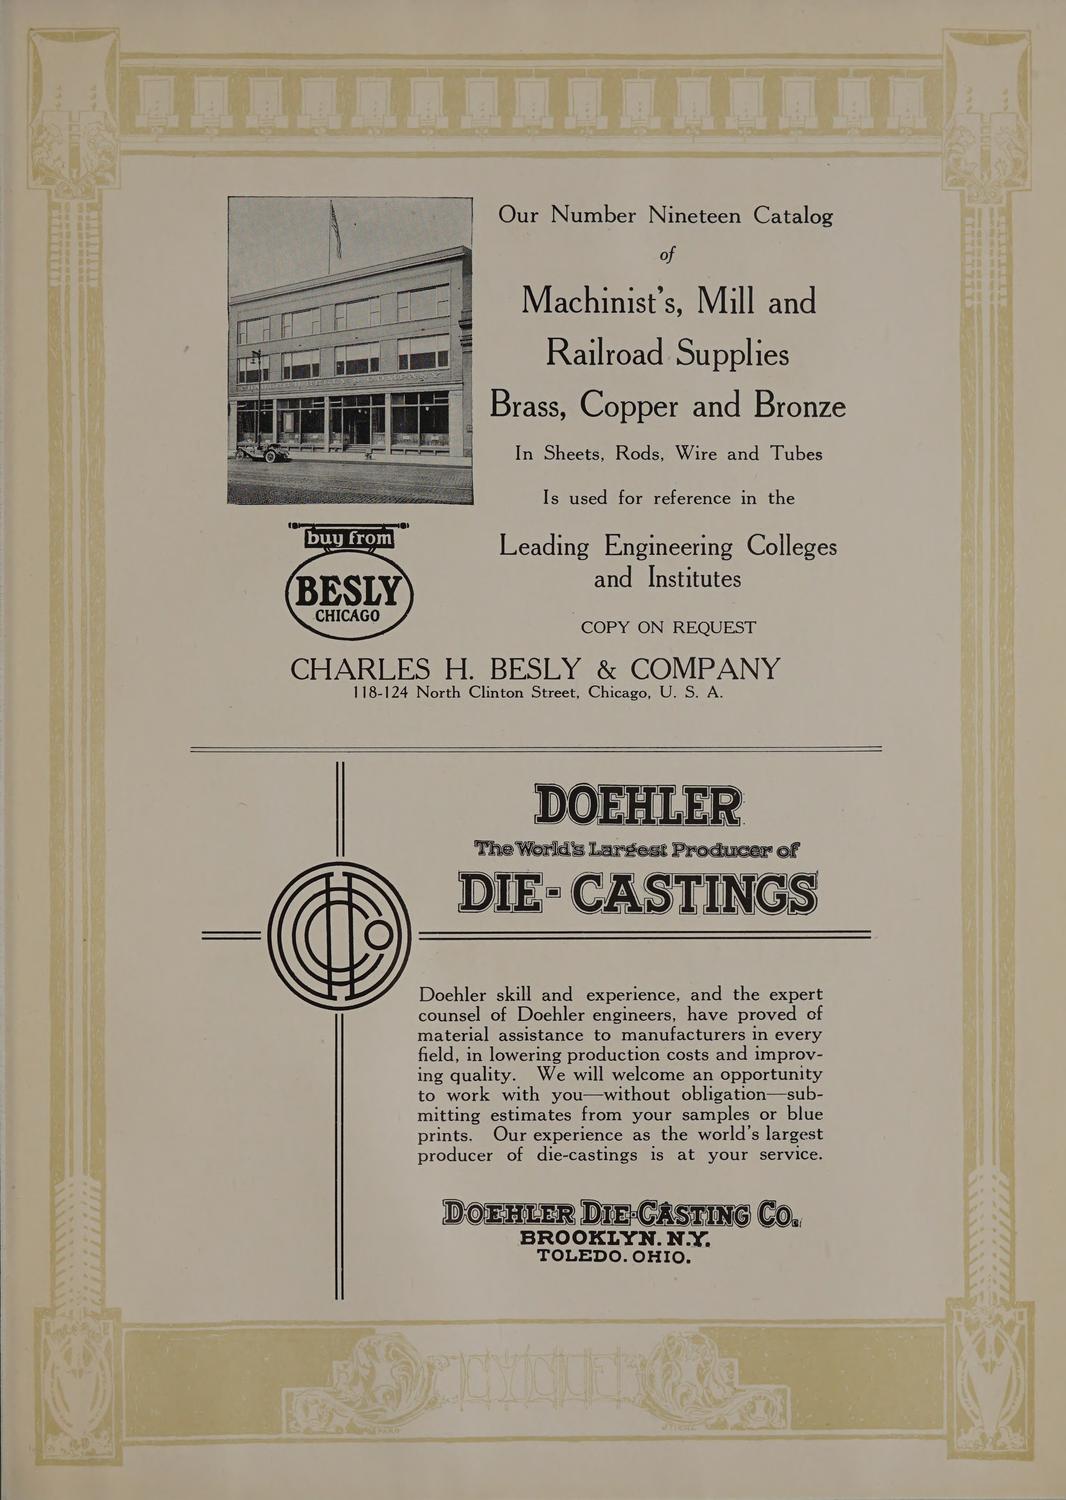 Our Number Nineteen Catalog
of
Machinist's, Mill and
Railroad Supplies
Brass, Copper and Bronze
In Sheets, Rods, Wire and Tubes
Is used for reference in the
Leading Engineering Colleges
and Institutes
COPY ON REQUEST
buy from
BESLY
CHICAGO
CHARLES H. BESLY & COMPANY
118-124 North Clinton Street, Chicago, U. S. A.
DOEHLER
The World's Largest Producer of
DIE-CASTINGS
Doehler skill and experience, and the expert
counsel of Doehler engineers, have proved of
material assistance to manufacturers in every
field, in lowering production costs and improv-
ing quality. We will welcome an opportunity
to work with you—without obligation—sub-
mitting estimates from your samples or blue
prints. Our experience as the world's largest
producer of die-castings is at your service.
DOEHLER DIE-CASTING CO.
BROOKLYN. N.Y.
TOLEDO. OHIO.